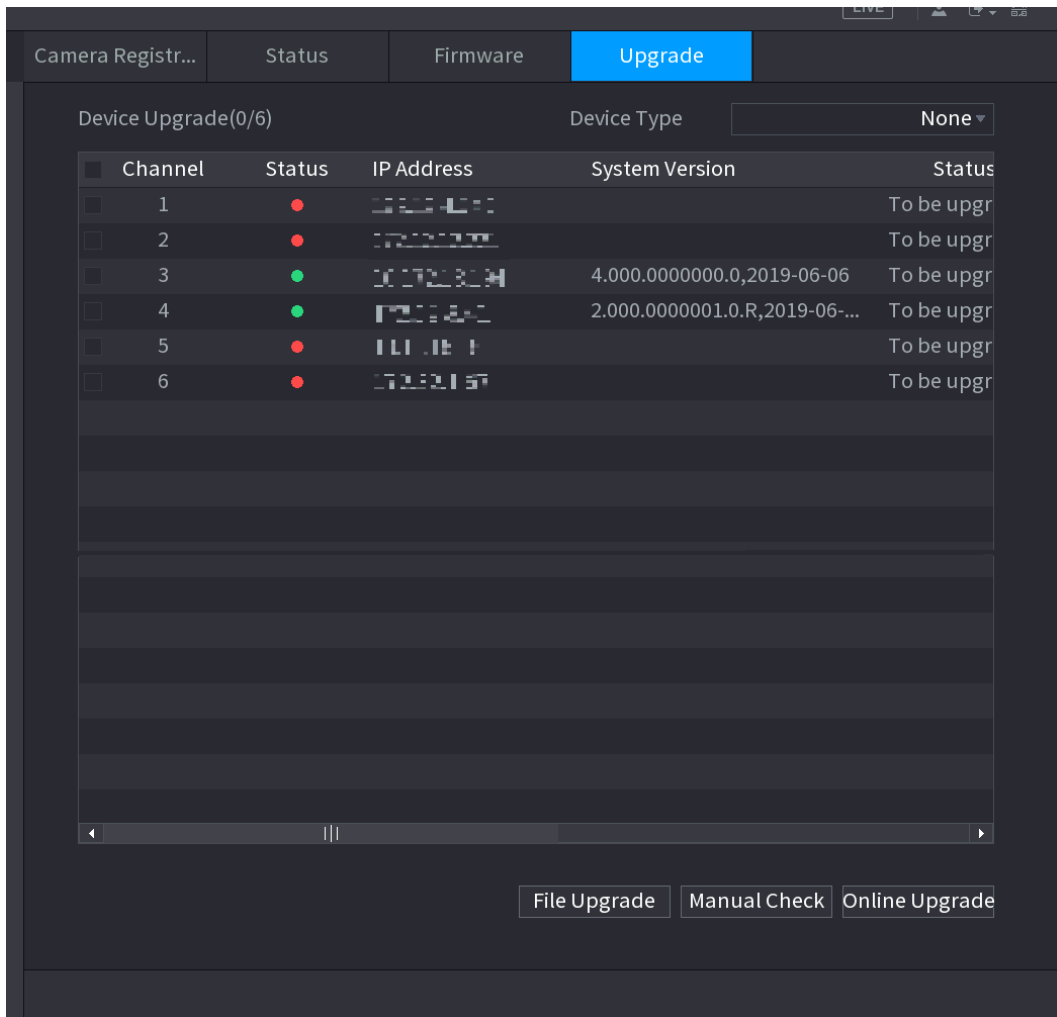 LIVE
Camera Registr... Status Firmware Upgrade
Device Upgrade(0/6) Device Type None
Channel Status IP Address System Version Status
1 To be upgr
2 To be upgr
3 4.000.0000000.0,2019-06-06 To be upgr
4 2.000.0000001.0.R,2019-06-... To be upgr
5 To be upgr
6 To be upgr
File Upgrade Manual Check Online Upgrade